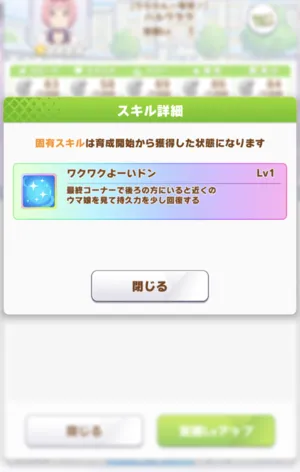 スキル詳細
固有スキルは育成開始から獲得した状態になります
ワクワクよーいドン Lv1
最終コーナーで後ろの方にいると近くの
ウマ娘を見て持久力を少し回復する
閉じる
閉じる